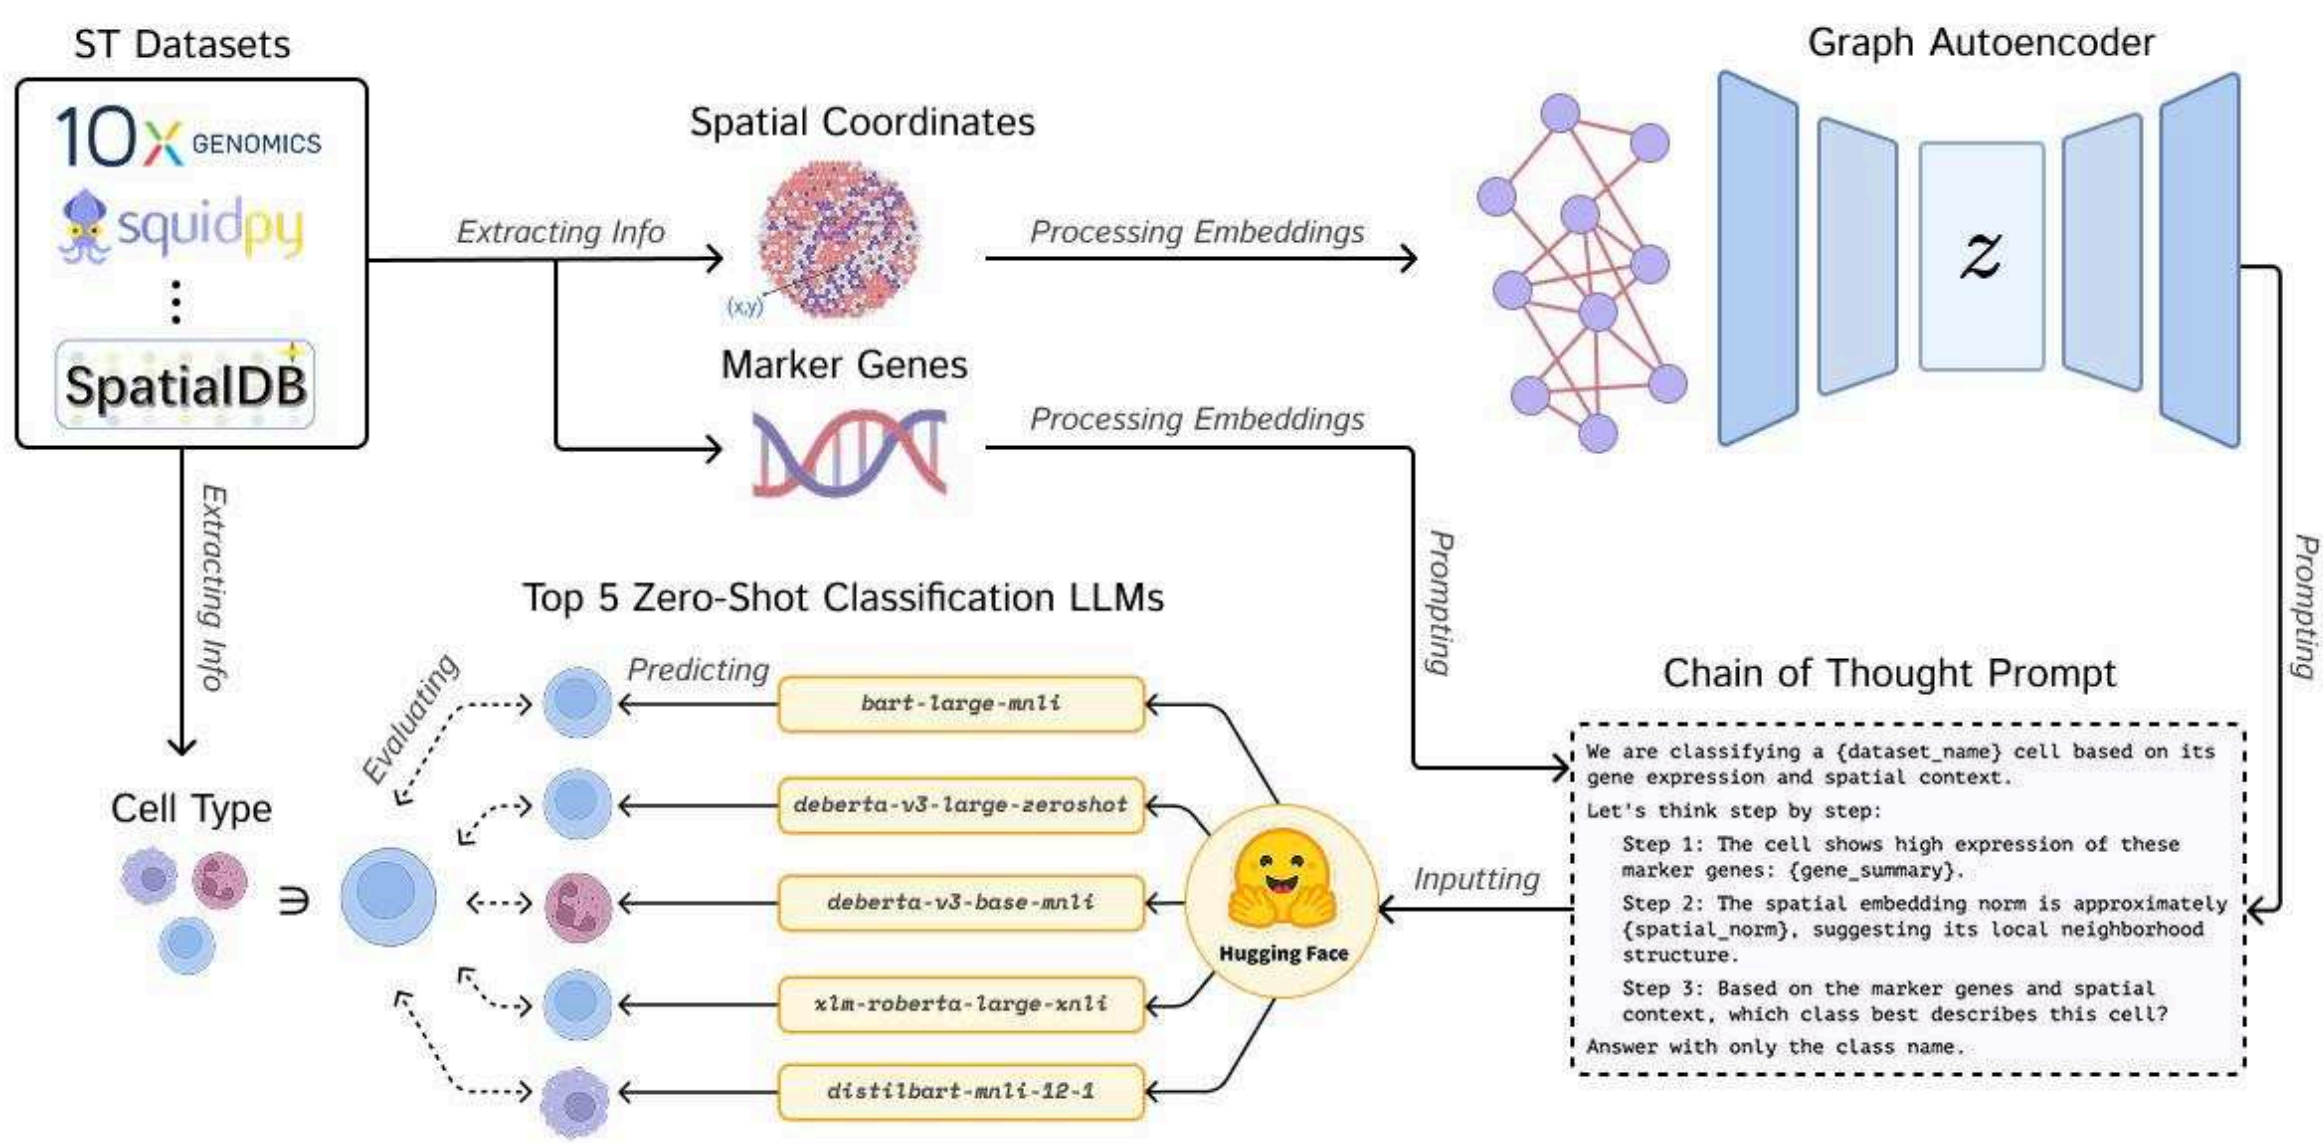 ST Datasets
10x GENOMICS
squidpy
SpatialDB
Extracting Info
Spatial Coordinates
(x,y)
Processing Embeddings
Graph Autoencoder
z
Marker Genes
Processing Embeddings
Extracting Info
Prompting
Prompting
Chain of Thought Prompt
We are classifying a {dataset_name} cell based on its
gene expression and spatial context.
Let's think step by step:
Step 1: The cell shows high expression of these
marker genes: {gene_summary}.
Step 2: The spatial embedding norm is approximately
{spatial_norm}, suggesting its local neighborhood
structure.
Step 3: Based on the marker genes and spatial
context, which class best describes this cell?
Answer with only the class name.
Inputting
Hugging Face
Top 5 Zero-Shot Classification LLMs
Predicting
bart-large-mnli
deberta-v3-large-zeroshot
deberta-v3-base-mnli
xlm-roberta-large-xnli
distilbart-mnli-12-1
Evaluating
Cell Type
∋